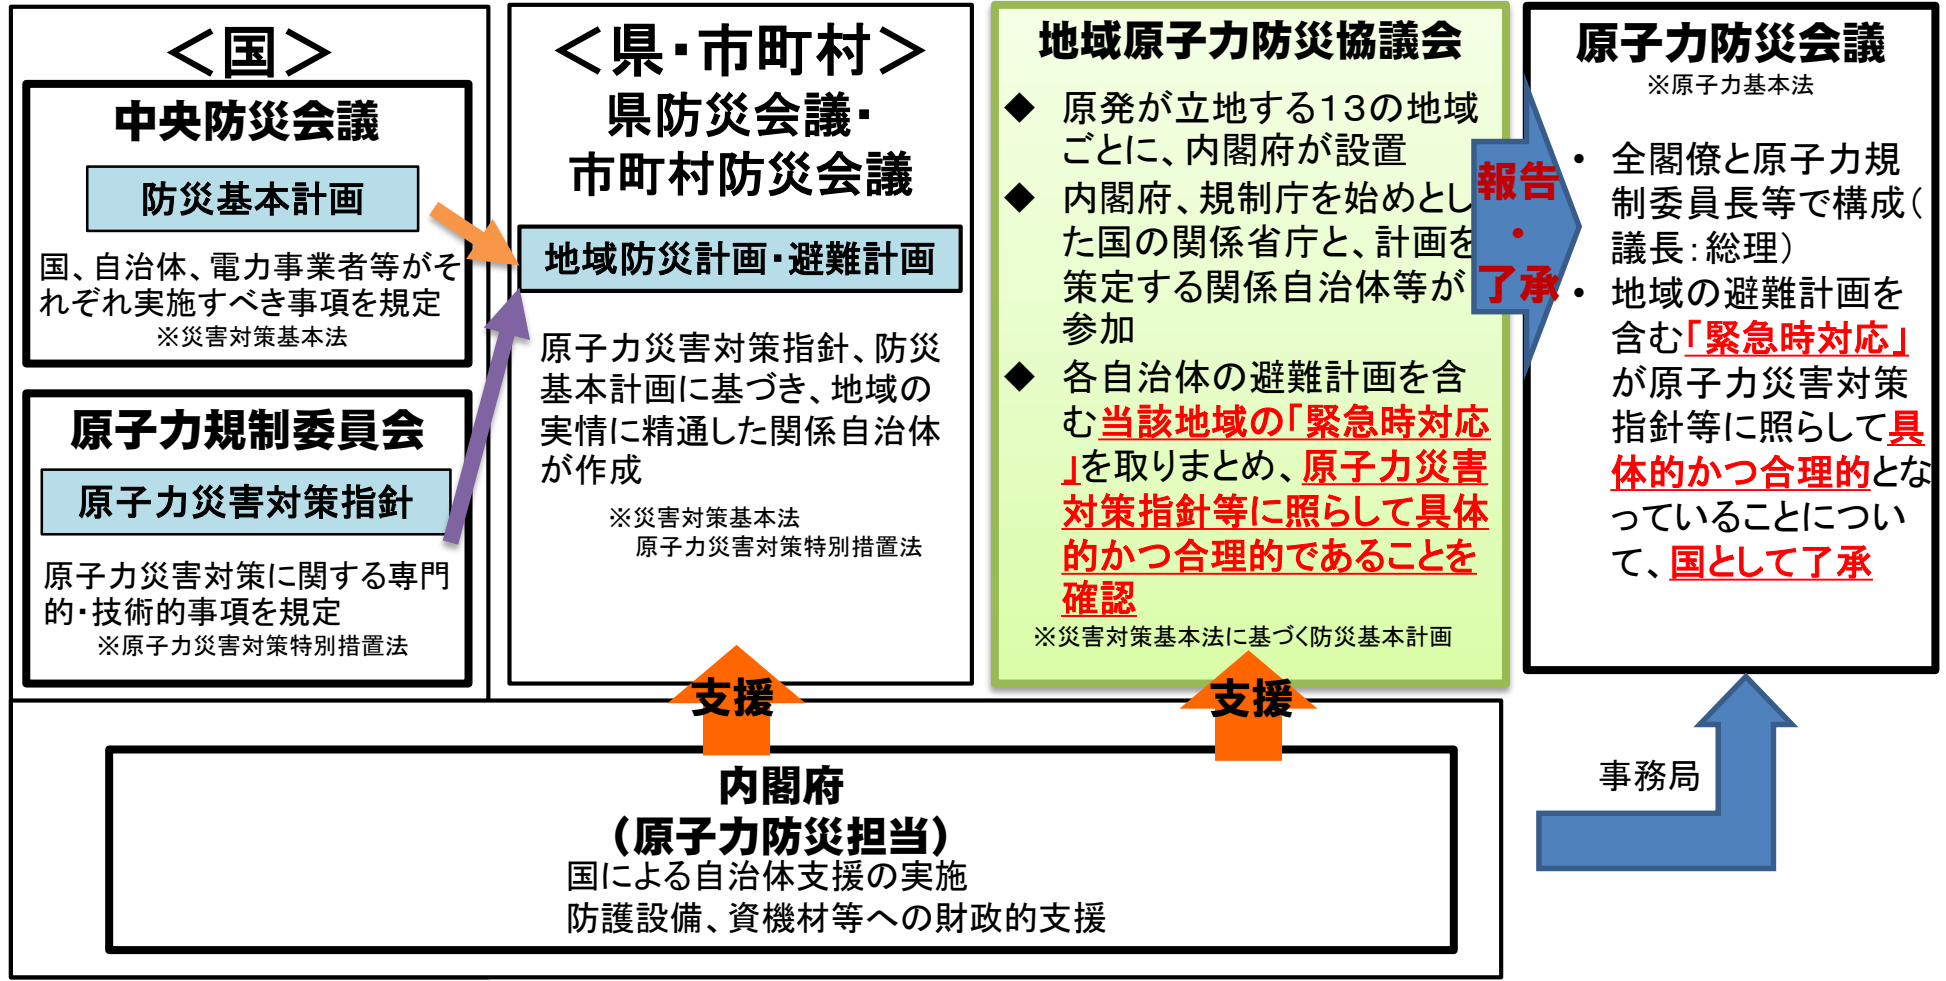 ＜国＞
中央防災会議
防災基本計画
国、自治体、電力事業者等がそ
れぞれ実施すべき事項を規定
※災害対策基本法
原子力規制委員会
原子力災害対策指針
原子力災害対策に関する専門
的・技術的事項を規定
※原子力災害対策特別措置法
＜県・市町村＞
県防災会議・
市町村防災会議
地域防災計画・避難計画
原子力災害対策指針、防災
基本計画に基づき、地域の
実情に精通した関係自治体
が作成
※災害対策基本法
原子力災害対策特別措置法
地域原子力防災協議会
◆ 原発が立地する１３の地域
ごとに、内閣府が設置
◆ 内閣府、規制庁を始めとし
た国の関係省庁と、計画を
策定する関係自治体等が
参加
◆ 各自治体の避難計画を含
む当該地域の「緊急時対応
」を取りまとめ、原子力災害
対策指針等に照らして具体
的かつ合理的であることを
確認
※災害対策基本法に基づく防災基本計画
報告
・
了承
原子力防災会議
※原子力基本法
• 全閣僚と原子力規
制委員長等で構成（
議長：総理）
• 地域の避難計画を
含む「緊急時対応」
が原子力災害対策
指針等に照らして具
体的かつ合理的とな
っていることについ
て、国として了承
支援
支援
内閣府
（原子力防災担当）
国による自治体支援の実施
防護設備、資機材等への財政的支援
事務局